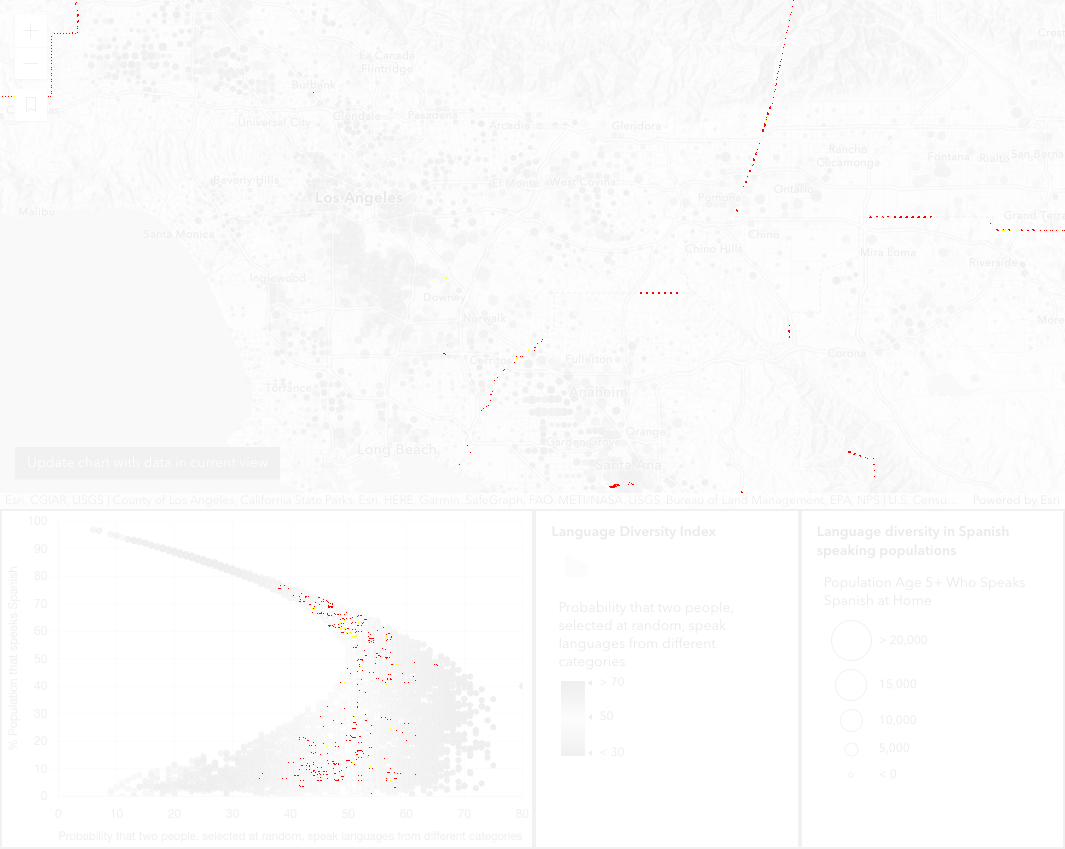 Crest
La Canada
Flintridge
Burbank
Universal City
Glendale
Pasadena
Arcadia
Glendora
Rancho
Cucamonga
Fontana
Rialto
San Berna
Beverly Hills
El Monte
West Covina
Los Angeles
Pomona
Ontario
Malibu
Grand Terra
Santa Monica
Chino
Chino Hills
Mira Loma
Riverside
Inglewood
Downey
Norwalk
More
Cerritos
Fullerton
Corona
Torrance
Anaheim
Orange
Garden Grove
Long Beach
Santa Ana
Update chart with data in current view
Esri, CGIAR, USGS | County of Los Angeles, California State Parks, Esri, HERE, Garmin, SafeGraph, FAO, METI/NASA, USGS, Bureau of Land Management, EPA, NPS | U.S. Censu...
Powered by Esri
100
90
80
70
60
50
40
30
20
10
0
% Population that speaks Spanish
0 10 20 30 40 50 60 70 80
Probability that two people, selected at random, speak languages from different categories
Language Diversity Index
Probability that two people,
selected at random, speak
languages from different
categories
> 70
50
< 30
Language diversity in Spanish
speaking populations
Population Age 5+ Who Speaks
Spanish at Home
> 20,000
15,000
10,000
5,000
< 0